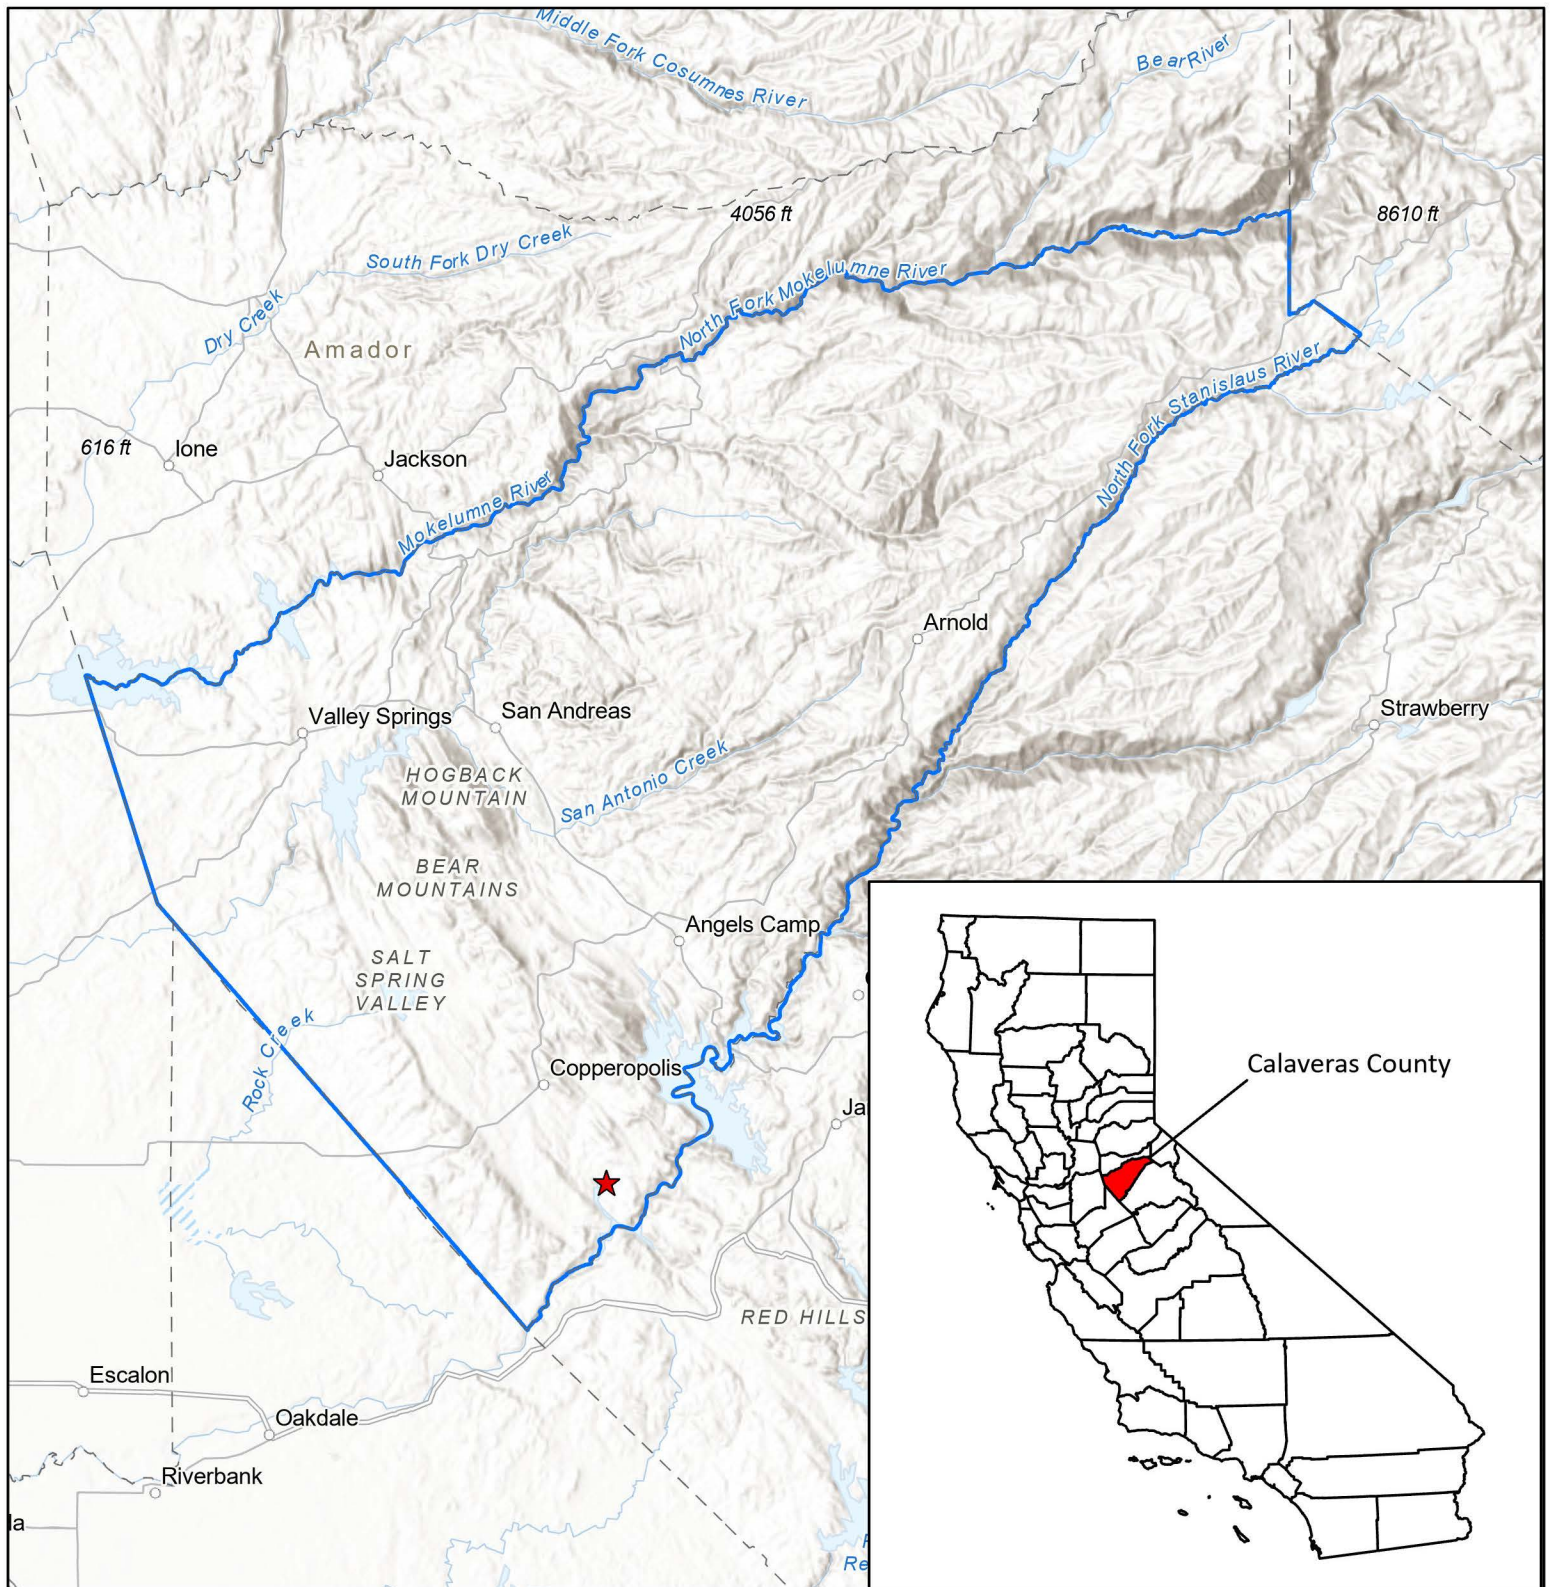 Middle Fork Cosumnes River
Bear River
4056 ft
8610 ft
South Fork Dry Creek
North Fork Mokelumne River
Dry Creek
Amador
North Fork Stanislaus River
616 ft
Ione
Jackson
Mokelumne River
Arnold
Valley Springs
San Andreas
Strawberry
HOGBACK
MOUNTAIN
San Antonio Creek
BEAR
MOUNTAINS
Angels Camp
SALT
SPRING
VALLEY
Rock Creek
Copperopolis
Calaveras County
Ja
RED HILLS
Escalon
Oakdale
Riverbank
la
Re